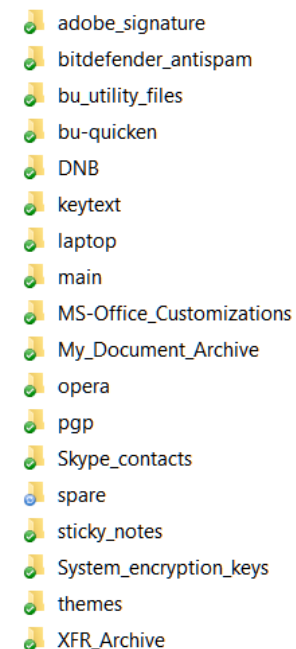 adobe_signature
bitdefender_antispam
bu_utility_files
bu-quicken
DNB
keytext
laptop
main
MS-Office_Customizations
My_Document_Archive
opera
pgp
Skype_contacts
spare
sticky_notes
System_encryption_keys
themes
XFR_Archive